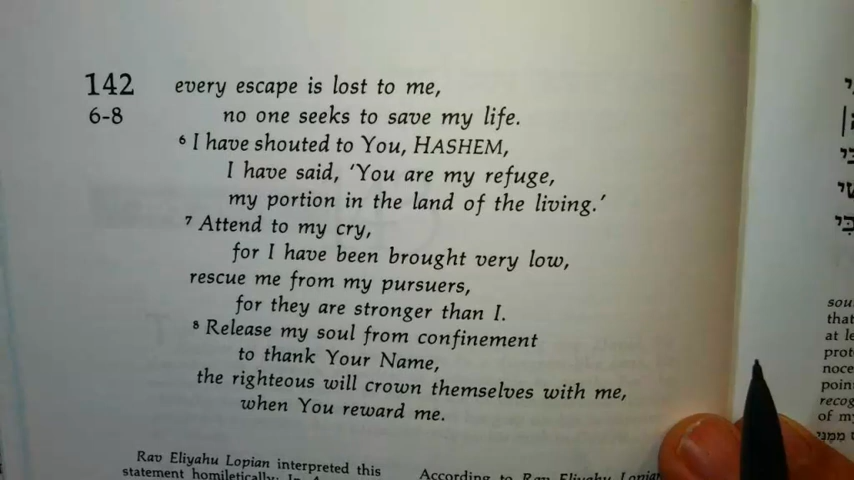 142
6-8
every escape is lost to me,
no one seeks to save my life.
6 I have shouted to You, HASHEM,
I have said, 'You are my refuge,
my portion in the land of the living.'
7 Attend to my cry,
for I have been brought very low,
rescue me from my pursuers,
for they are stronger than I.
8 Release my soul from confinement
to thank Your Name,
the righteous will crown themselves with me,
when You reward me.
Rav Eliyahu Lopian interpreted this
statement homiletically.
According to Rav Eliyahu Lopian
that
at
of